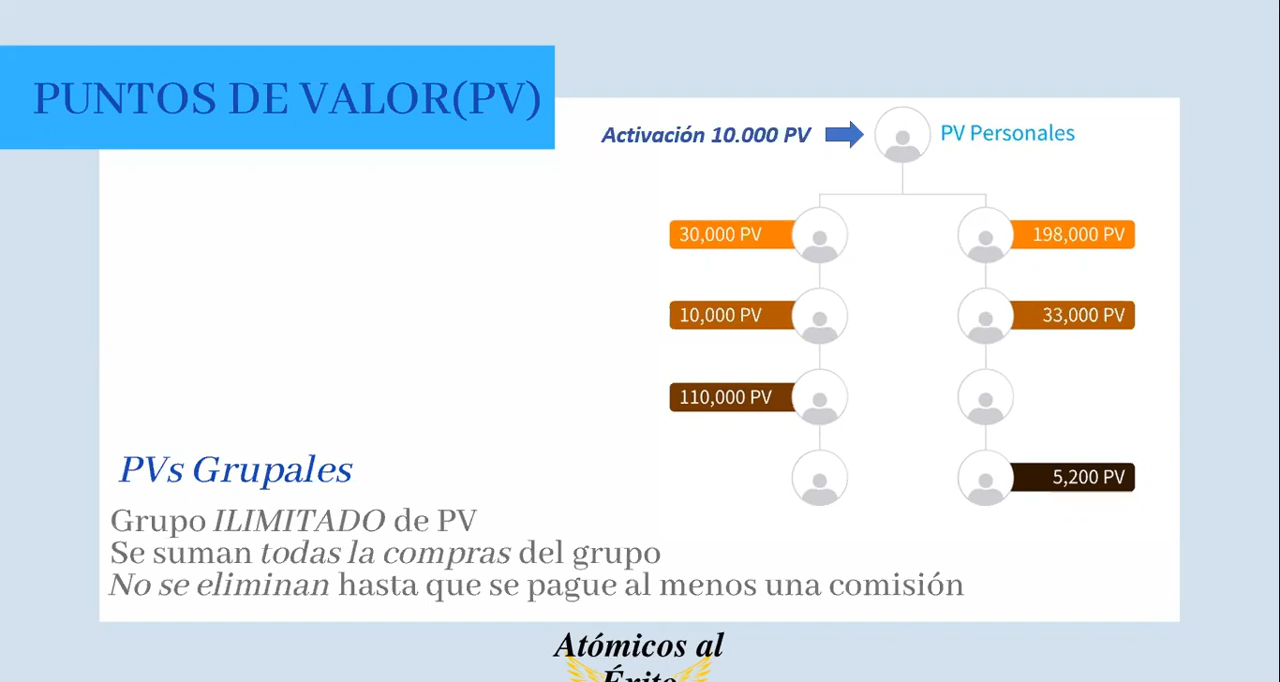 PUNTOS DE VALOR(PV)
Activación 10.000 PV
PV Personales
30,000 PV
198,000 PV
10,000 PV
33,000 PV
110,000 PV
5,200 PV
PVs Grupales
Grupo ILIMITADO de PV
Se suman todas la compras del grupo
No se eliminan hasta que se pague al menos una comisión
Atómicos al
Éxito